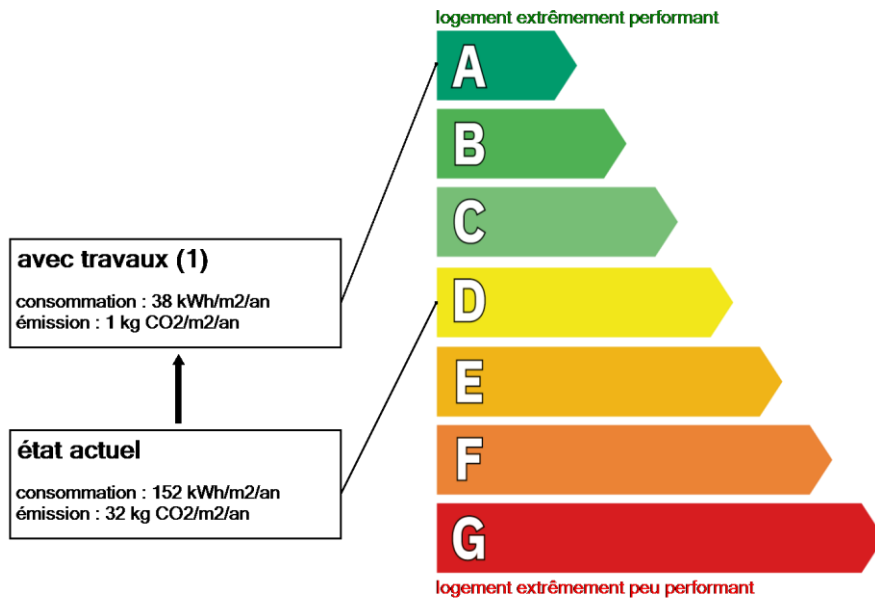 logement extrêmement performant
A
B
C
avec travaux (1)
consommation : 38 kWh/m2/an
émission : 1 kg CO2/m2/an
D
E
état actuel
consommation : 152 kWh/m2/an
émission : 32 kg CO2/m2/an
F
G
logement extrêmement peu performant